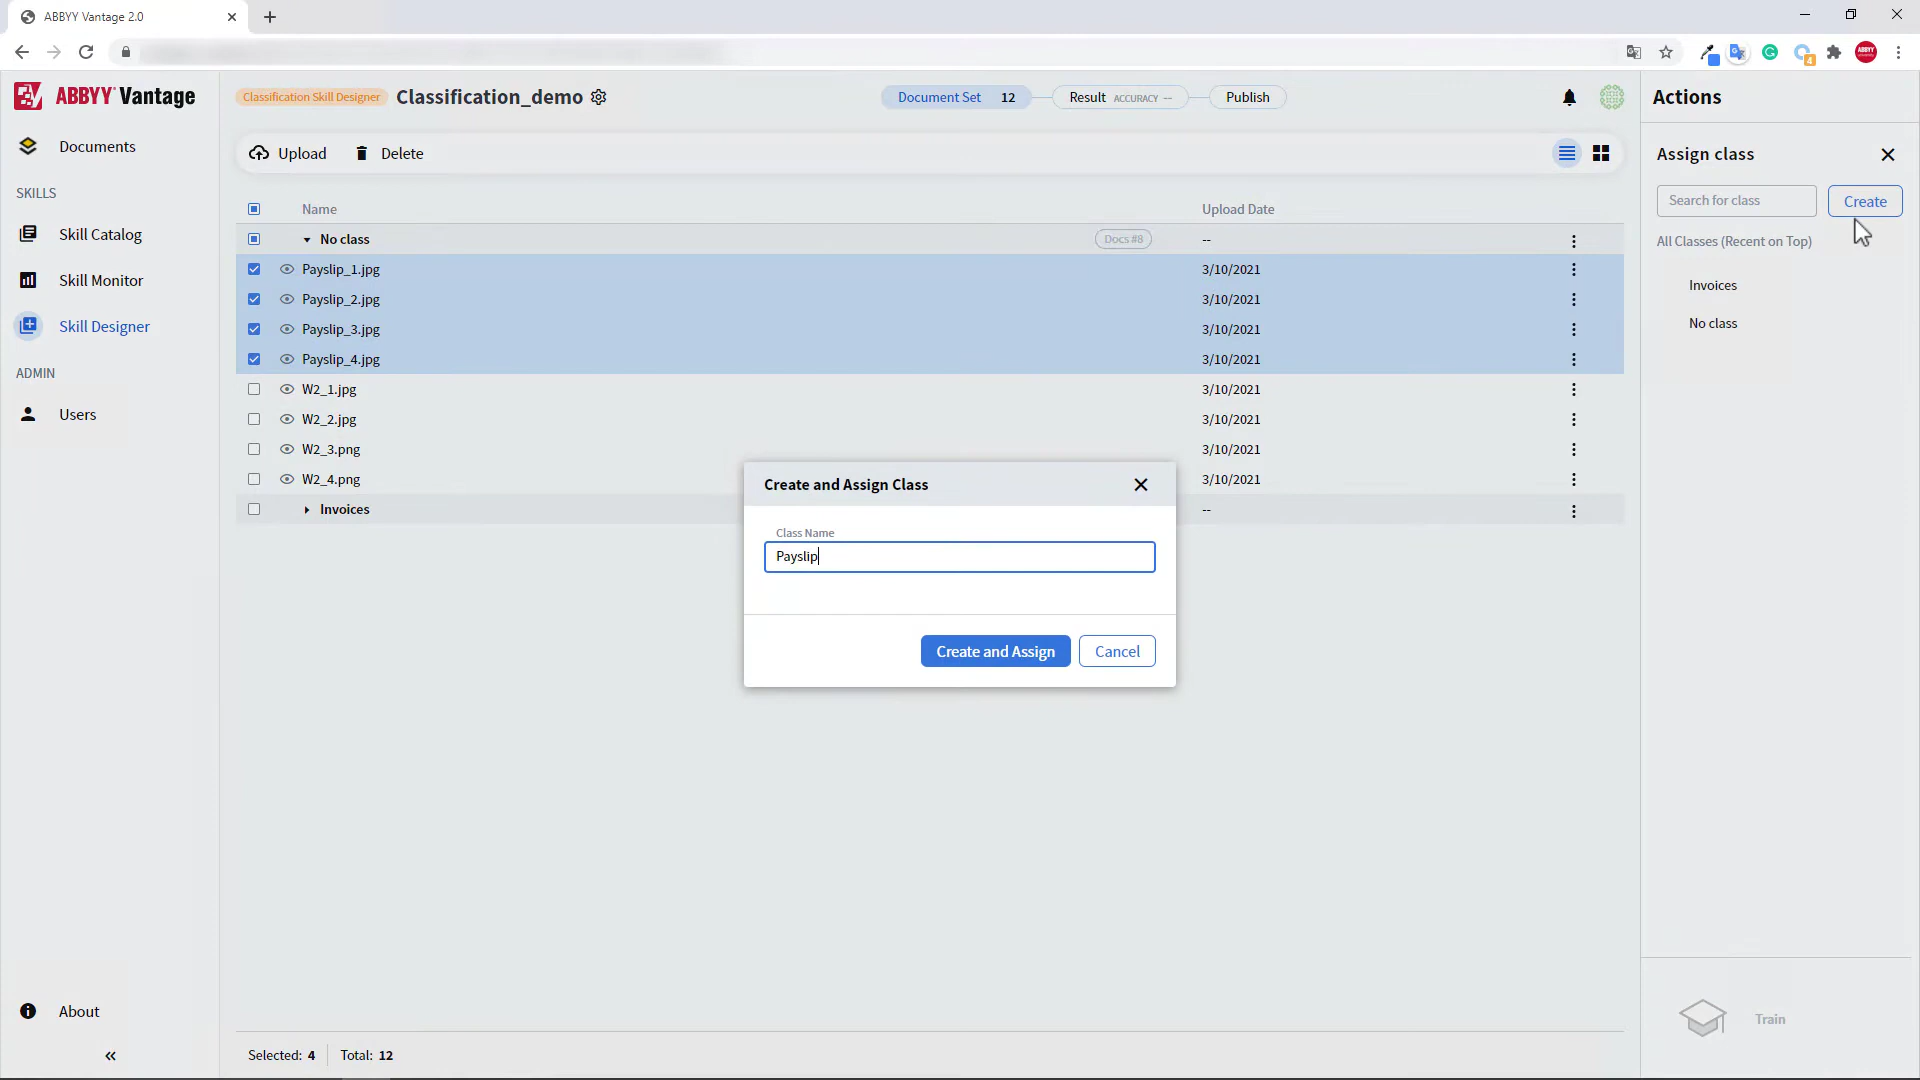 ABBYY Vantage 2.0
ABBYY
4
ABBYY Vantage
Classification Skill Designer Classification_demo
Document Set 12 Result ACCURACY -- Publish
Actions
Documents
SKILLS
Skill Catalog
Skill Monitor
Skill Designer
ADMIN
Users
About
Upload Delete
Name Upload Date
No class Docs #8 --
Payslip_1.jpg 3/10/2021
Payslip_2.jpg 3/10/2021
Payslip_3.jpg 3/10/2021
Payslip_4.jpg 3/10/2021
W2_1.jpg 3/10/2021
W2_2.jpg 3/10/2021
W2_3.png 3/10/2021
W2_4.png 3/10/2021
Invoices --
Create and Assign Class
Class Name
Payslip
Create and Assign Cancel
Selected: 4 Total: 12
Assign class
Search for class Create
All Classes (Recent on Top)
Invoices
No class
Train